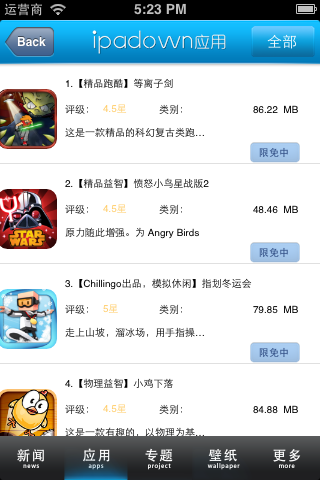 运营商 5:23 PM
Back ipadown应用 全部
1.【精品跑酷】等离子剑
评级: 4.5星 类别: 86.22 MB
这是一款精品的科幻复古类跑...
限免中
2.【精品益智】愤怒小鸟星战版2
评级: 4.5星 类别: 48.46 MB
原力随此增强。为 Angry Birds
限免中
STAR WARS
3.【Chillingo出品，模拟休闲】指划冬运会
评级: 5星 类别: 79.85 MB
走上山坡，溜冰场，用手指操...
限免中
4.【物理益智】小鸡下落
评级: 4.5星 类别: 84.88 MB
这是一款有趣的，以物理为基...
新闻 应用 专题 壁纸 更多
news apps project wallpaper more